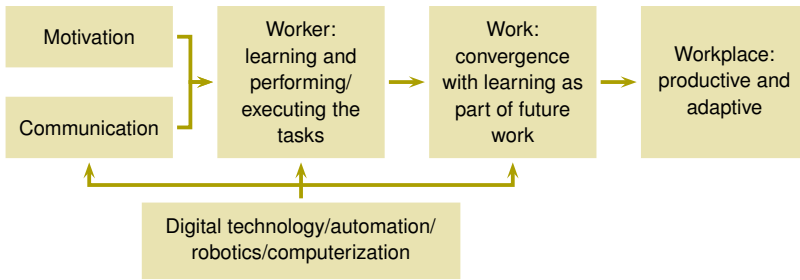 Motivation
Communication
Worker:
learning and
performing/
executing the
tasks
Work:
convergence
with learning as
part of future
work
Workplace:
productive and
adaptive
Digital technology/automation/
robotics/computerization